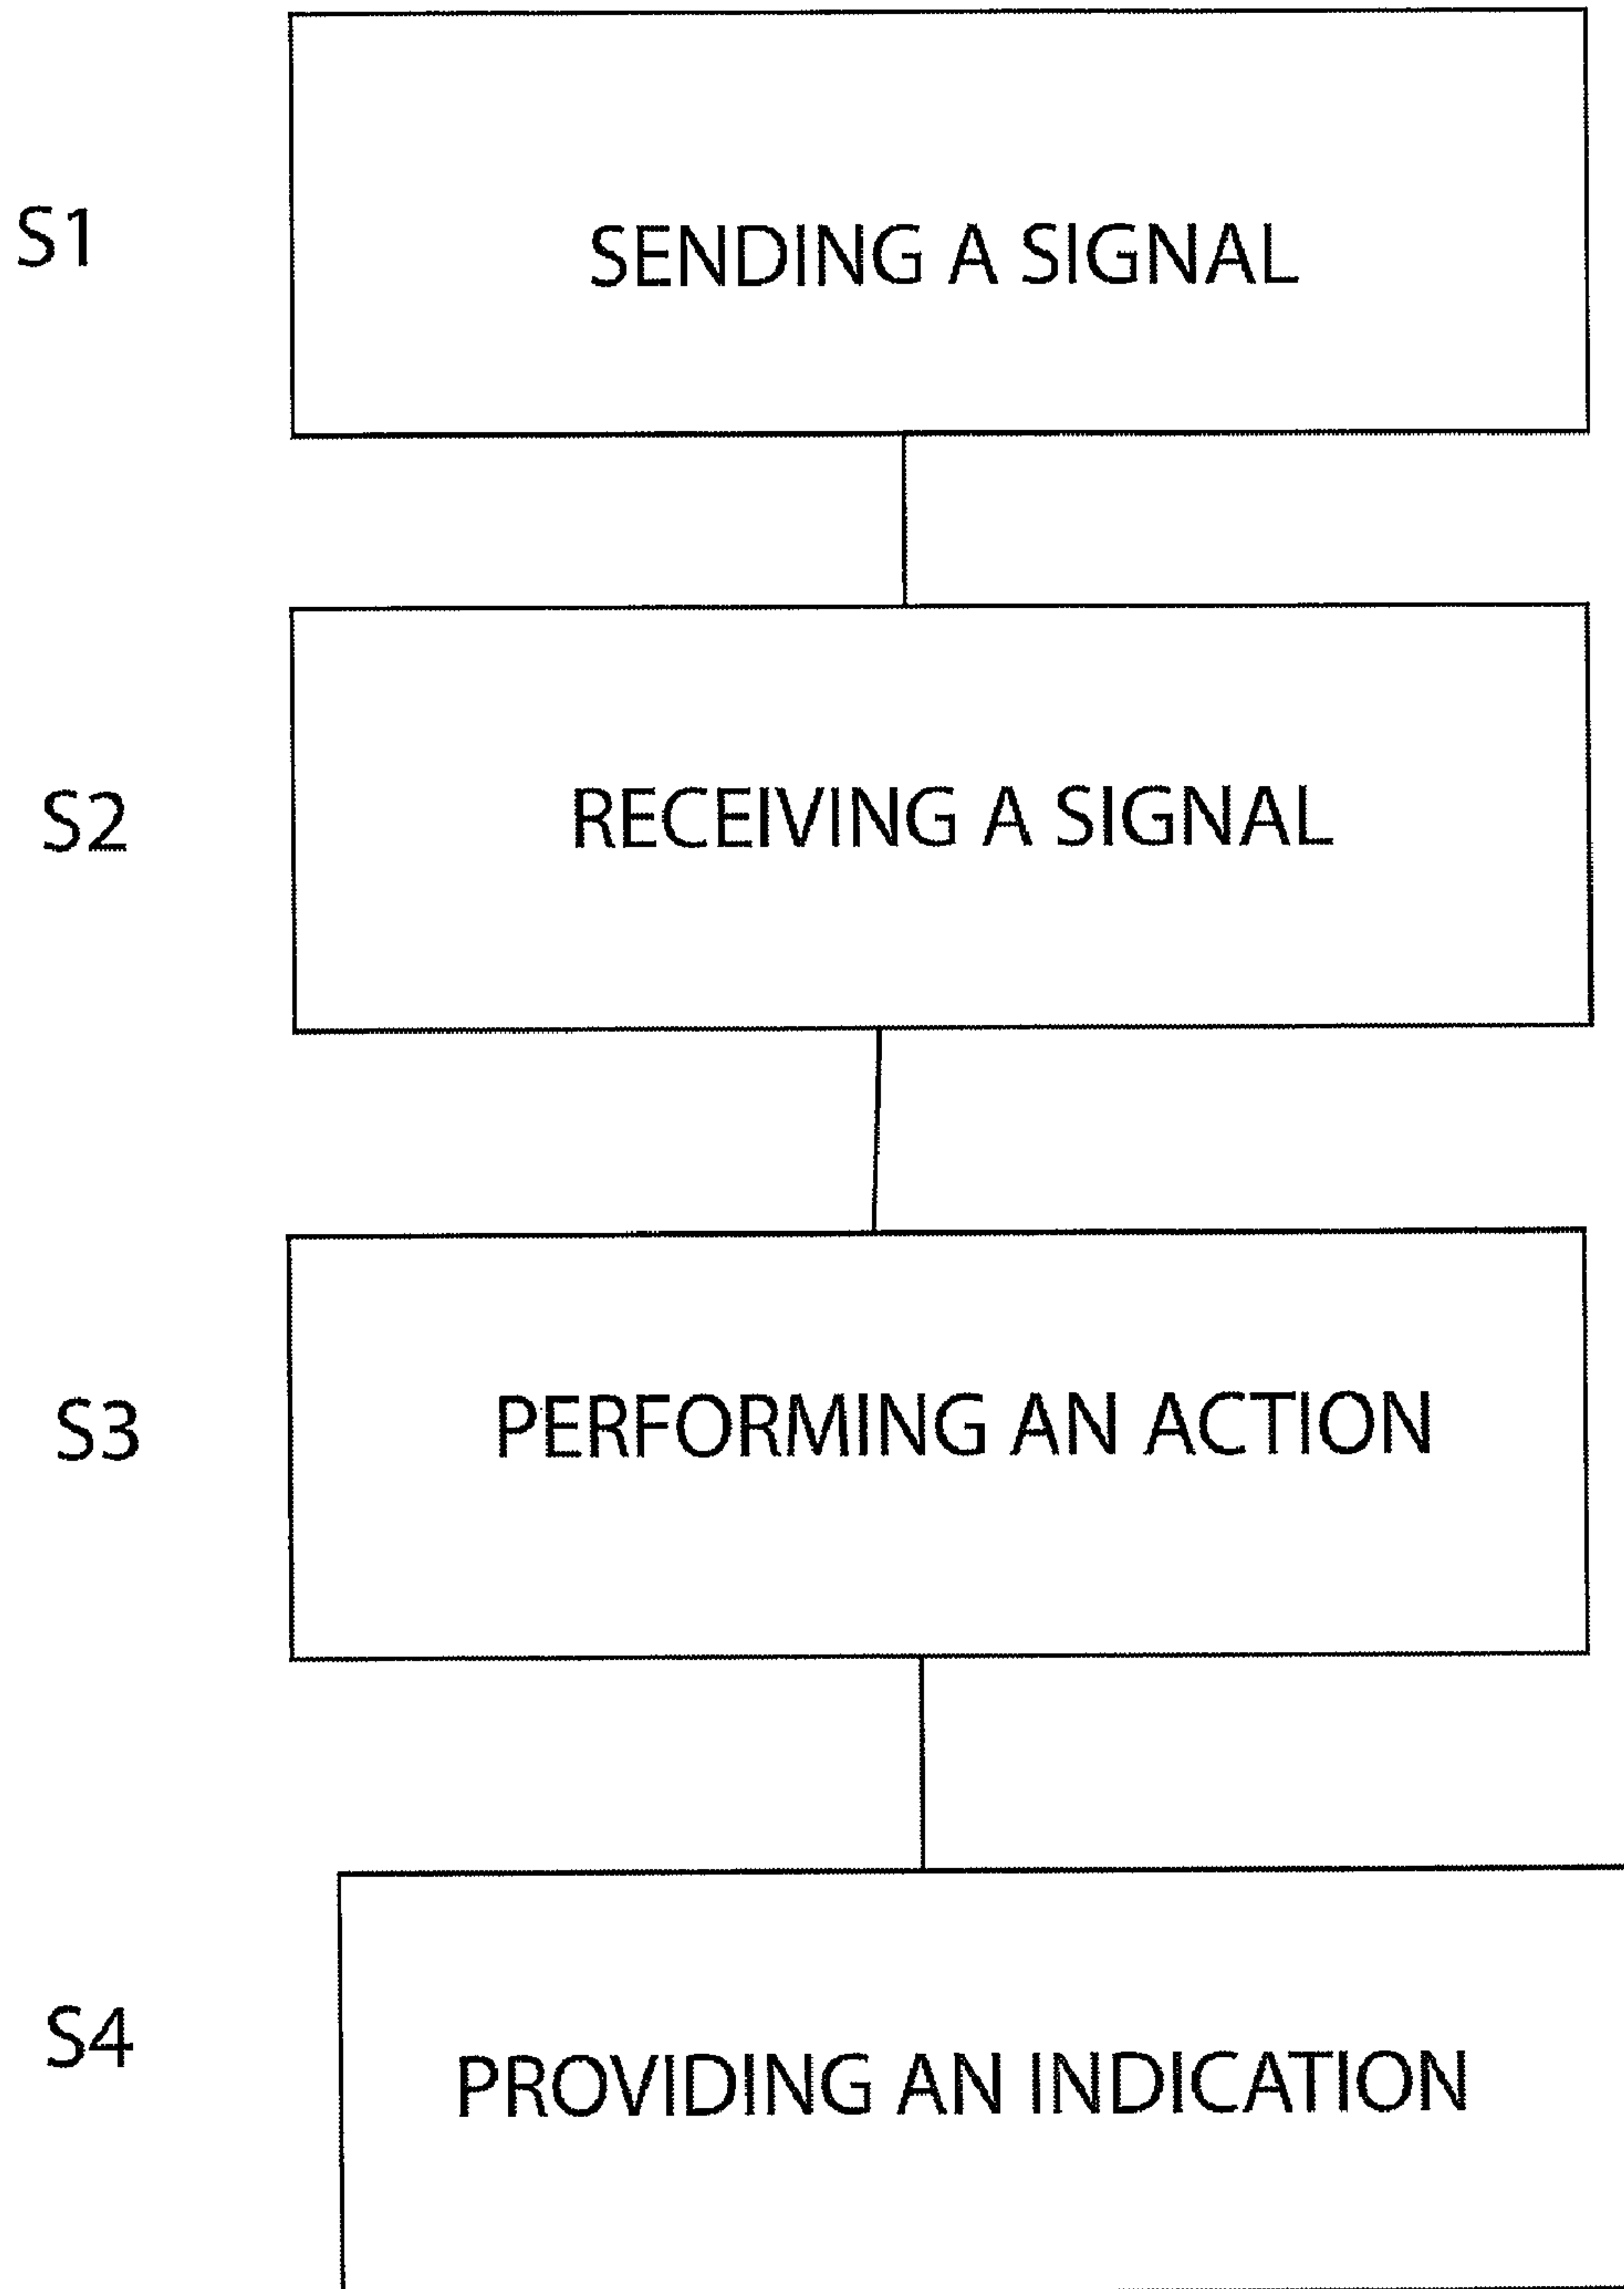 S1
SENDING A SIGNAL
S2
RECEIVING A SIGNAL
S3
PERFORMING AN ACTION
S4
PROVIDING AN INDICATION